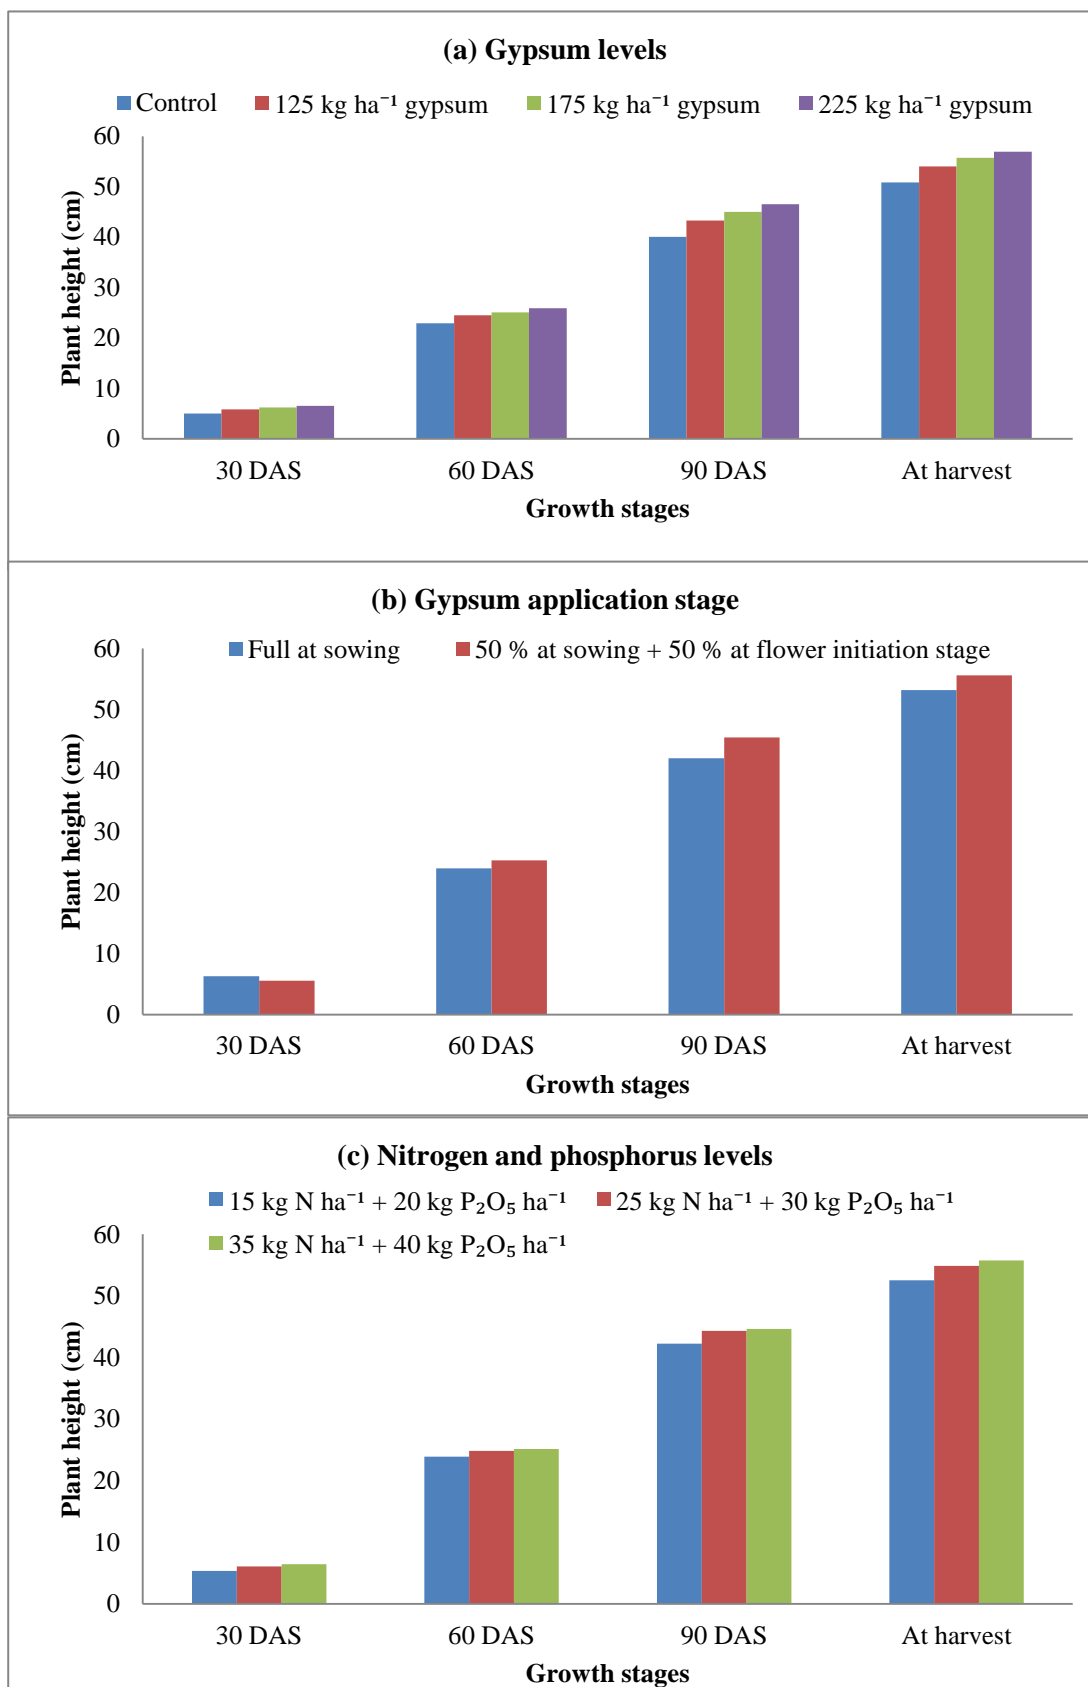 (a) Gypsum levels
Control 125 kg ha⁻¹ gypsum 175 kg ha⁻¹ gypsum 225 kg ha⁻¹ gypsum
60
50
40
30
20
10
0
Plant height (cm)
30 DAS 60 DAS 90 DAS At harvest
Growth stages
(b) Gypsum application stage
Full at sowing 50 % at sowing + 50 % at flower initiation stage
60
50
40
30
20
10
0
Plant height (cm)
30 DAS 60 DAS 90 DAS At harvest
Growth stages
(c) Nitrogen and phosphorus levels
15 kg N ha⁻¹ + 20 kg P₂O₅ ha⁻¹ 25 kg N ha⁻¹ + 30 kg P₂O₅ ha⁻¹
35 kg N ha⁻¹ + 40 kg P₂O₅ ha⁻¹
60
50
40
30
20
10
0
Plant height (cm)
30 DAS 60 DAS 90 DAS At harvest
Growth stages